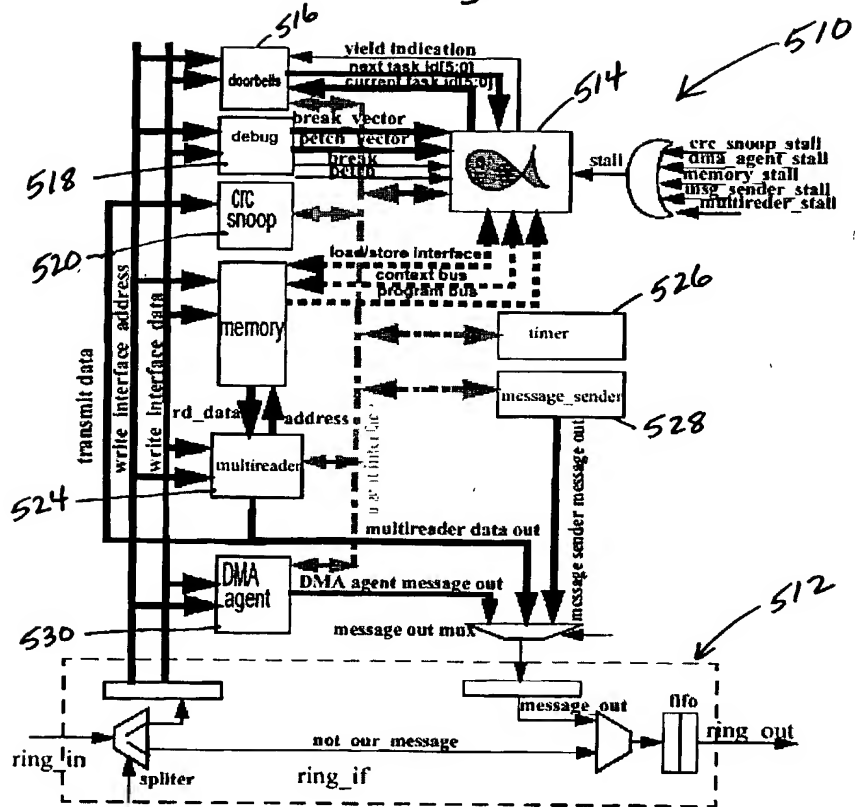 516
510
yield indication
next task id[5:0]
current task id[5:0]
doorbells
514
break_vector
petch_vector
break
petch
debug
518
stall
crc_snoop_stall
dma_agent_stall
memory_stall
msg_sender_stall
multireder_stall
crc
snoop
520
load/store interface
context bus
program bus
526
memory
timer
message_sender
528
rd_data
address
transmit data
write interface address
write interface data
multireader
524
multireader data out
message sender message out
DMA
agent
DMA agent message out
530
message out mux
512
message_out
fifo
ring_out
not_our_message
ring_in
spliter
ring_if